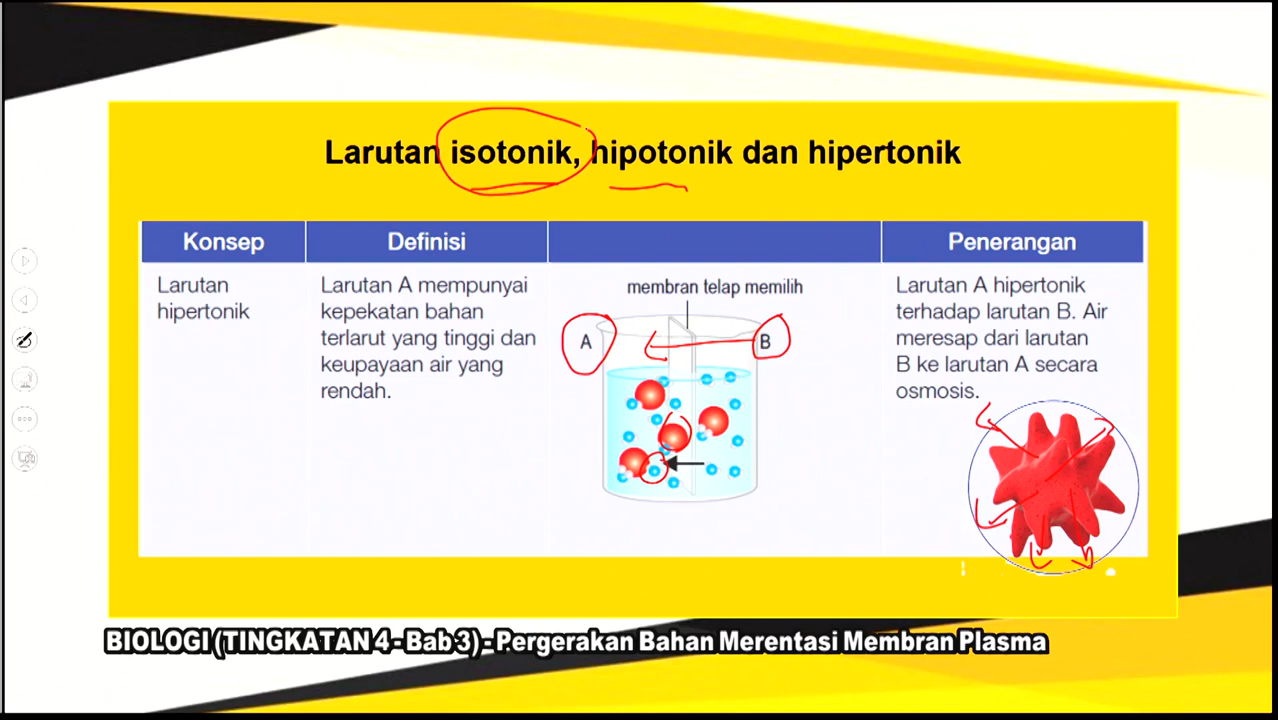 Larutan isotonik, hipotonik dan hipertonik
Konsep
Definisi
Penerangan
Larutan
hipertonik
Larutan A mempunyai
kepekatan bahan
terlarut yang tinggi dan
keupayaan air yang
rendah.
membran telap memilih
A
B
Larutan A hipertonik
terhadap larutan B. Air
meresap dari larutan
B ke larutan A secara
osmosis.
BIOLOGI (TINGKATAN 4 - Bab 3) - Pergerakan Bahan Merentasi Membran Plasma